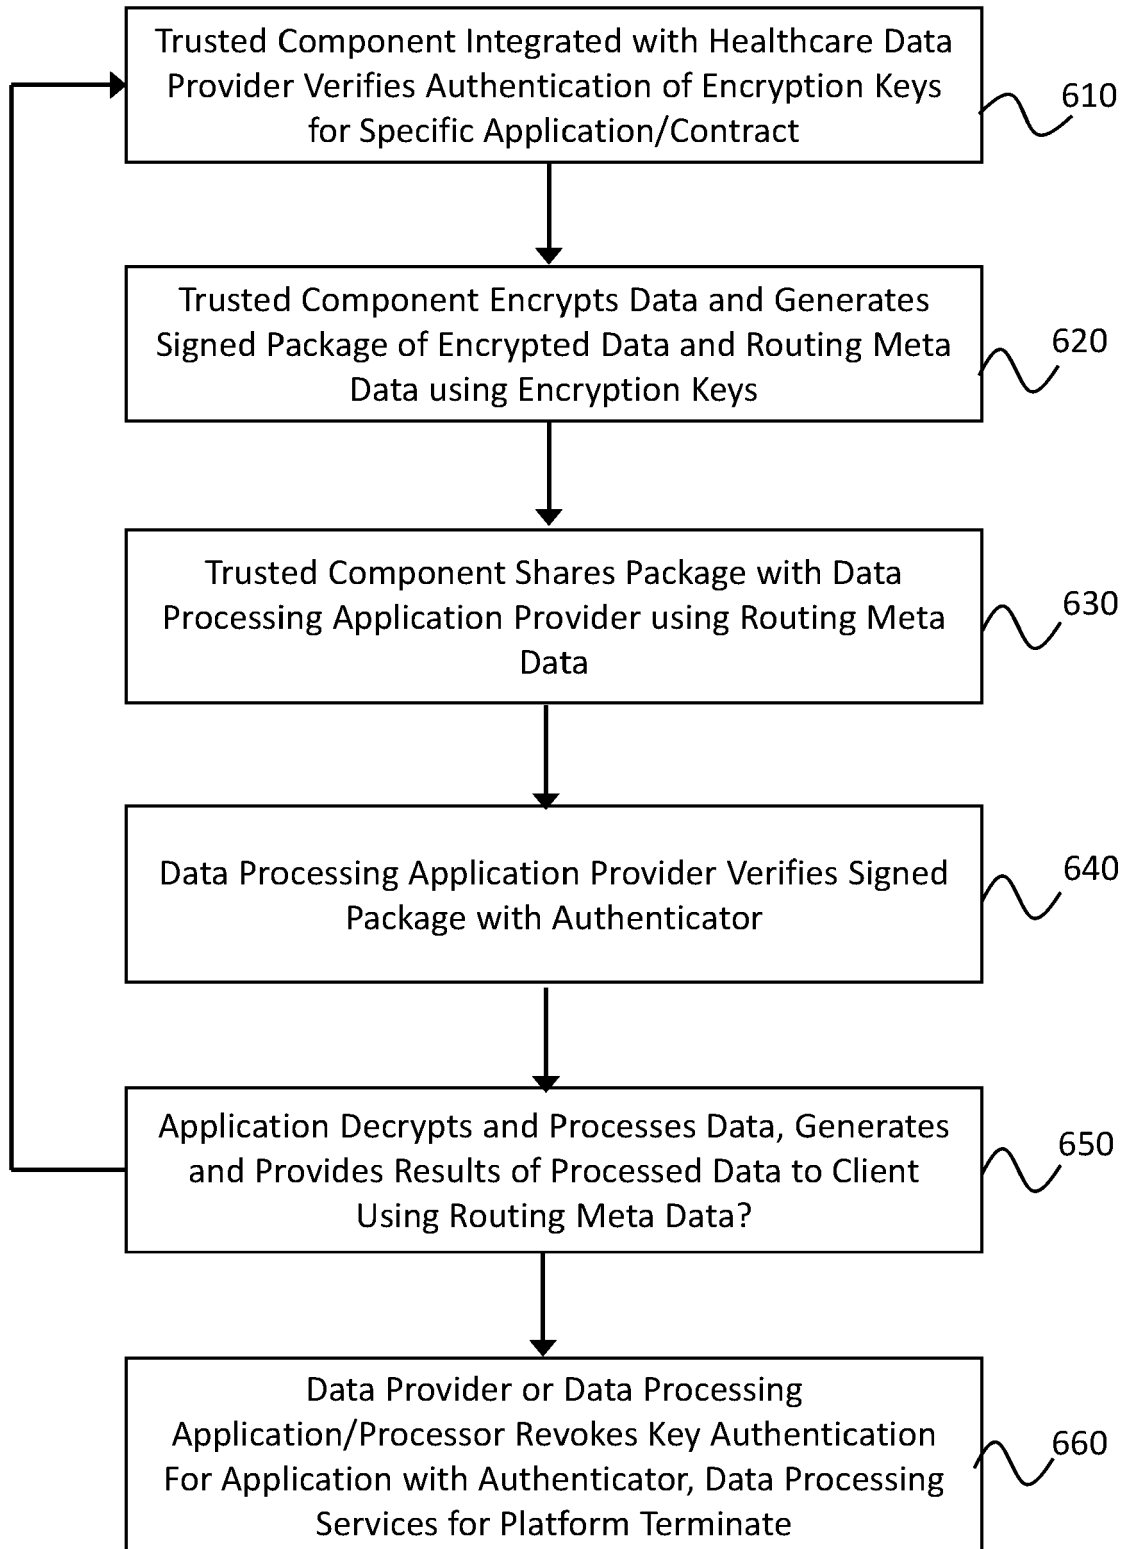 Trusted Component Integrated with Healthcare Data
Provider Verifies Authentication of Encryption Keys
for Specific Application/Contract
610
Trusted Component Encrypts Data and Generates
Signed Package of Encrypted Data and Routing Meta
Data using Encryption Keys
620
Trusted Component Shares Package with Data
Processing Application Provider using Routing Meta
Data
630
Data Processing Application Provider Verifies Signed
Package with Authenticator
640
Application Decrypts and Processes Data, Generates
and Provides Results of Processed Data to Client
Using Routing Meta Data?
650
Data Provider or Data Processing
Application/Processor Revokes Key Authentication
For Application with Authenticator, Data Processing
Services for Platform Terminate
660